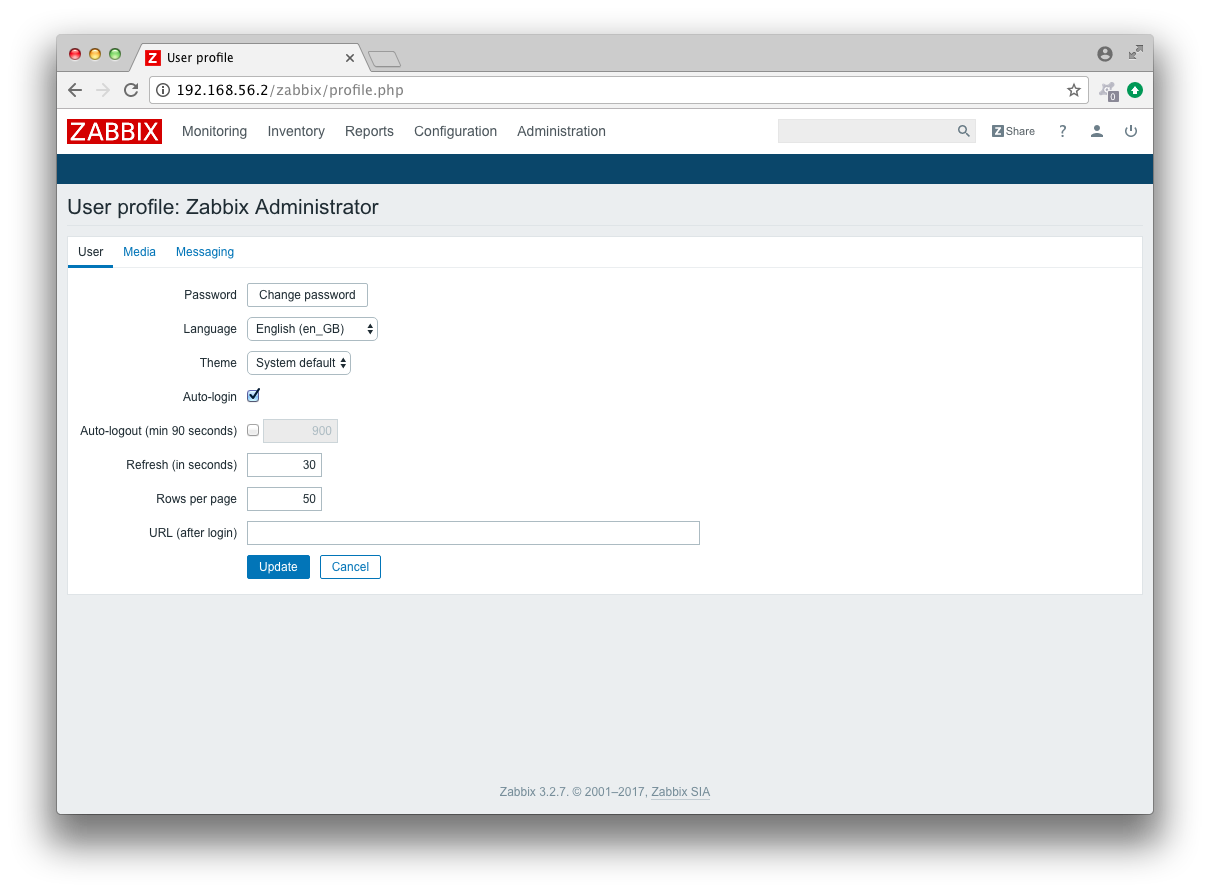 Z User profile
192.168.56.2/zabbix/profile.php
0
ZABBIX Monitoring Inventory Reports Configuration Administration Z Share ?
User profile: Zabbix Administrator
User Media Messaging
Password Change password
Language English (en_GB)
Theme System default
Auto-login
Auto-logout (min 90 seconds) 900
Refresh (in seconds) 30
Rows per page 50
URL (after login)
Update Cancel
Zabbix 3.2.7. © 2001–2017, Zabbix SIA